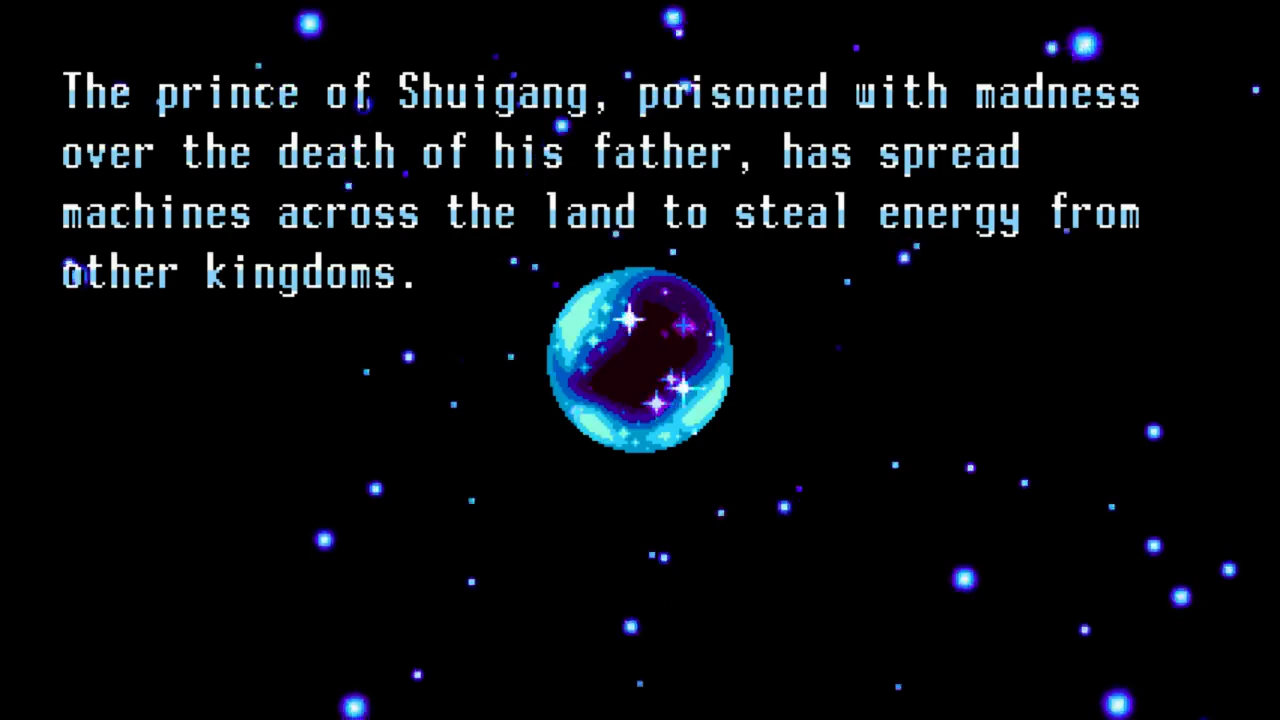 The prince of Shuigang, poisoned with madness
over the death of his father, has spread
machines across the land to steal energy from
other kingdoms.